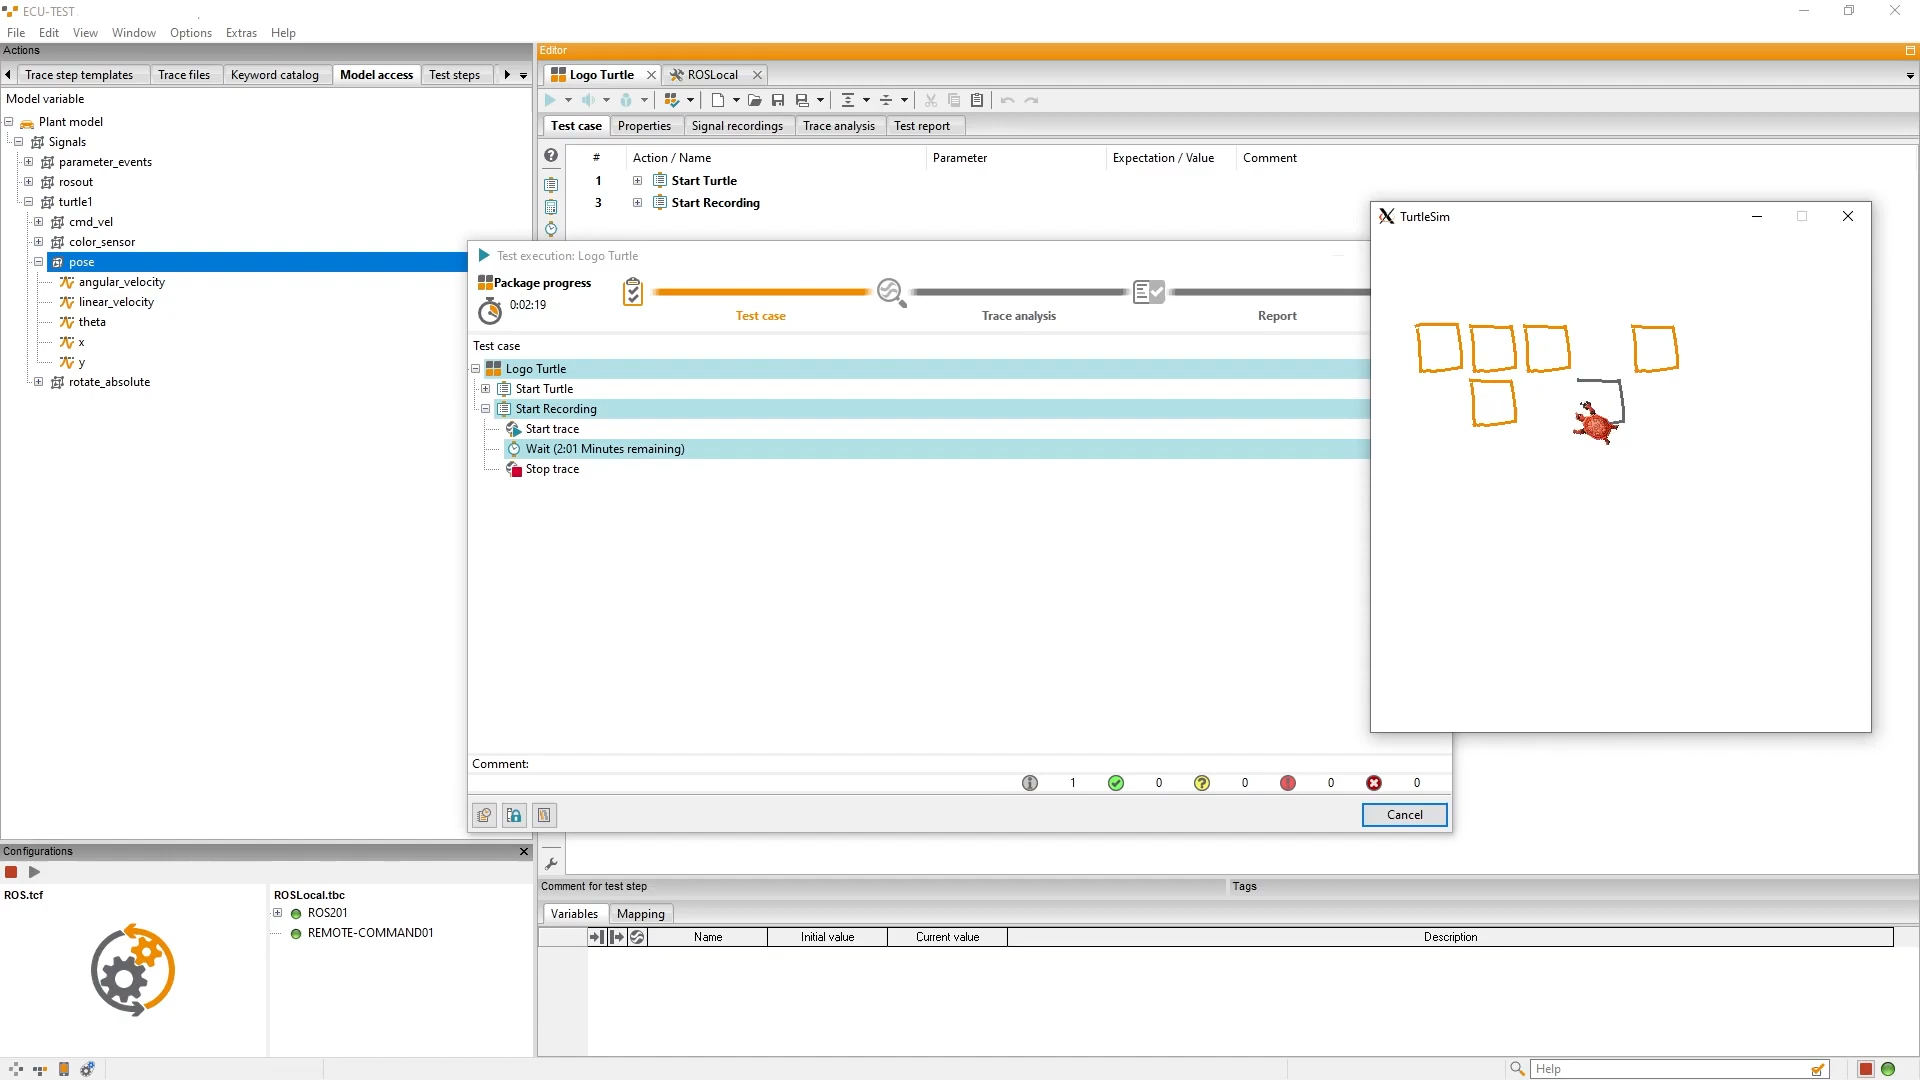 ECU-TEST
File Edit View Window Options Extras Help
Actions
Trace step templates Trace files Keyword catalog Model access Test steps
Model variable
Plant model
Signals
parameter_events
rosout
turtle1
cmd_vel
color_sensor
pose
angular_velocity
linear_velocity
theta
x
y
rotate_absolute
Editor
Logo Turtle ROSLocal
Test case Properties Signal recordings Trace analysis Test report
# Action / Name Parameter Expectation / Value Comment
1 Start Turtle
3 Start Recording
Test execution: Logo Turtle
Package progress
0:02:19
Test case Trace analysis Report
Test case
Logo Turtle
Start Turtle
Start Recording
Start trace
Wait (2:01 Minutes remaining)
Stop trace
Comment:
1 0 0 0 0
Cancel
TurtleSim
Configurations
ROS.tcf
ROSLocal.tbc
ROS201
REMOTE-COMMAND01
Comment for test step Tags
Variables Mapping
Name Initial value Current value Description
Help